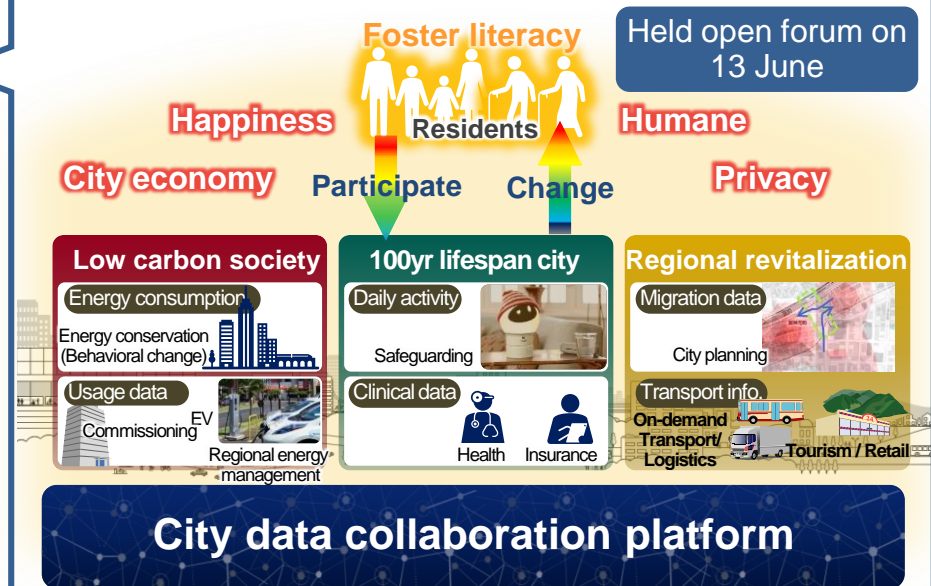 Foster literacy
Held open forum on
13 June
Happiness
Residents
Humane
City economy
Participate
Change
Privacy
Low carbon society
Energy consumption
Energy conservation
(Behavioral change)
Usage data
Commissioning
EV
Regional energy
management
100yr lifespan city
Daily activity
Safeguarding
Clinical data
Health
Insurance
Regional revitalization
Migration data
City planning
Transport info.
On-demand
Transport/
Logistics
Tourism / Retail
City data collaboration platform